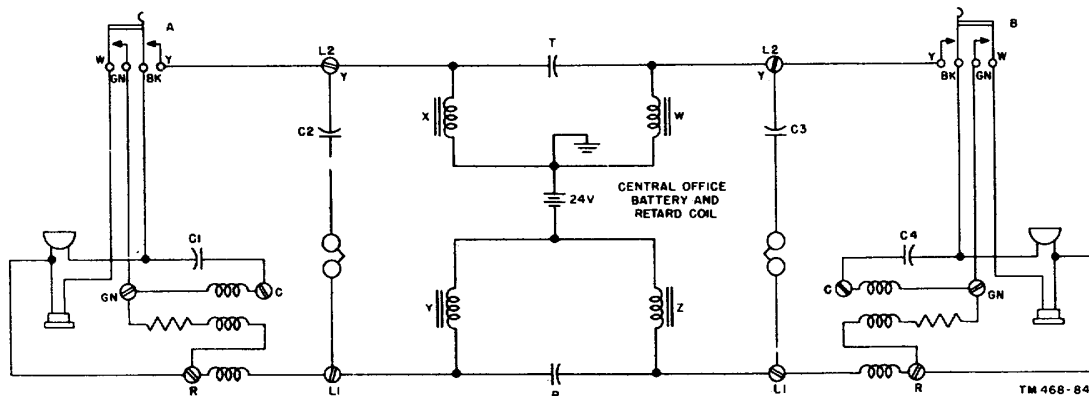 A
B
W
GN
BK
Y
L2
Y
T
L2
Y
Y
BK
GN
W
C2
X
W
C3
24V
CENTRAL OFFICE
BATTERY AND
RETARD COIL
C1
C4
GN
C
Y
Z
C
GN
R
L1
R
L1
R
TM 468-84